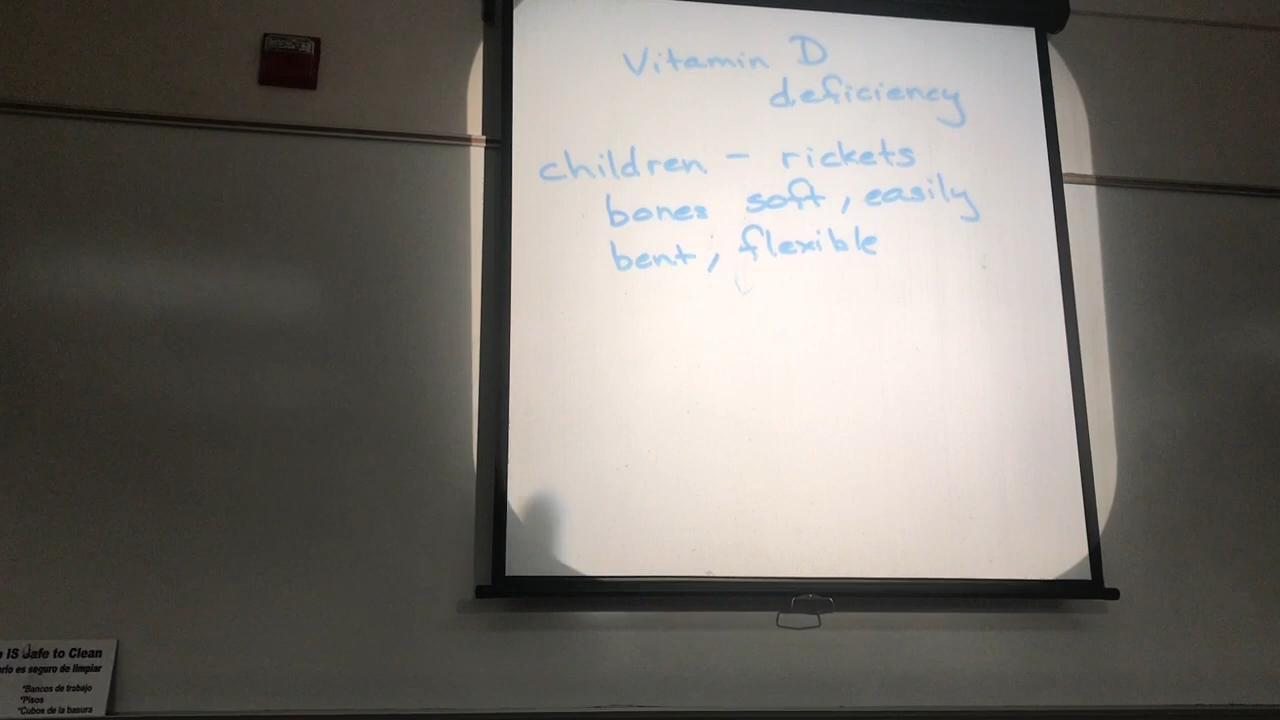 Vitamin D
deficiency
children - rickets
bones soft, easily
bent, flexible
IS Safe to Clean
es seguro de limpiar
*Bancos de trabajo
*Pisos
*Cubos de la basura